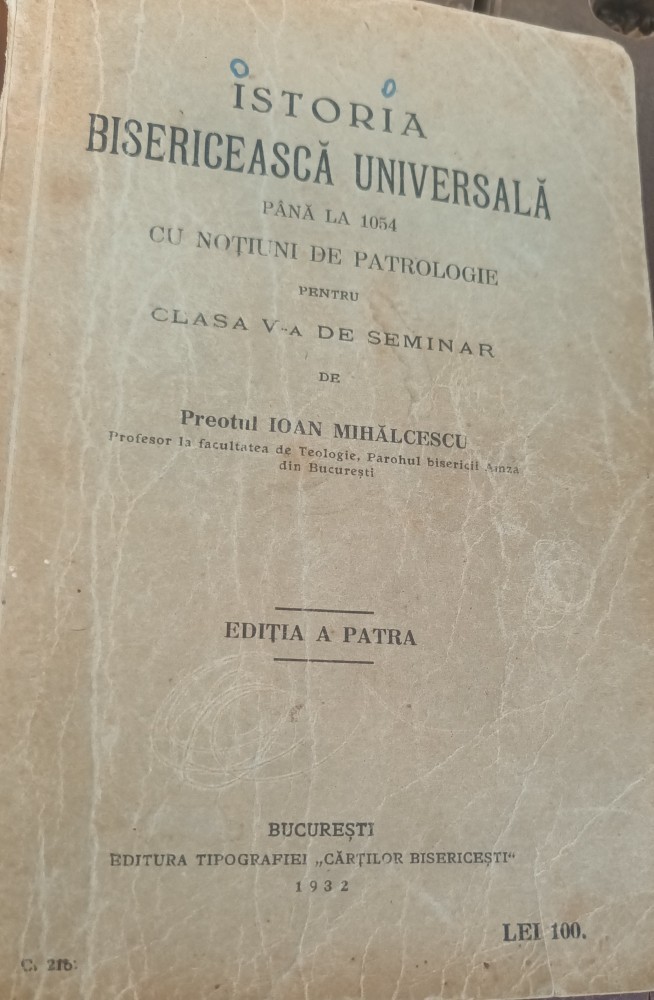 ISTORIA
BISERICEASCĂ UNIVERSALĂ
PÂNĂ LA 1054
CU NOȚIUNI DE PATROLOGIE
PENTRU
CLASA V-A DE SEMINAR
DE
Preotul IOAN MIHĂLCESCU
Profesor la facultatea de Teologie, Parohul bisericii Amza
din București
EDIȚIA A PATRA
BUCUREȘTI
EDITURA TIPOGRAFIEI „CĂRȚILOR BISERICEȘTI“
1932
LEI 100.
C.